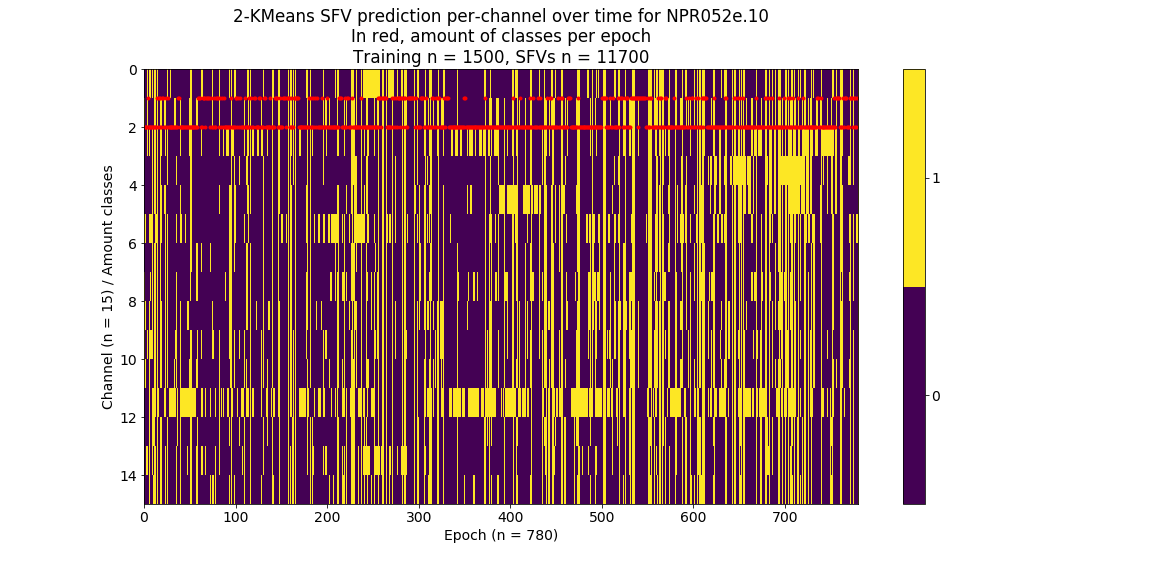 2-KMeans SFV prediction per-channel over time for NPR052e.10
In red, amount of classes per epoch
Training n = 1500, SFVs n = 11700
Channel (n = 15) / Amount classes
0
2
4
6
8
10
12
14
0 100 200 300 400 500 600 700
Epoch (n = 780)
1
0